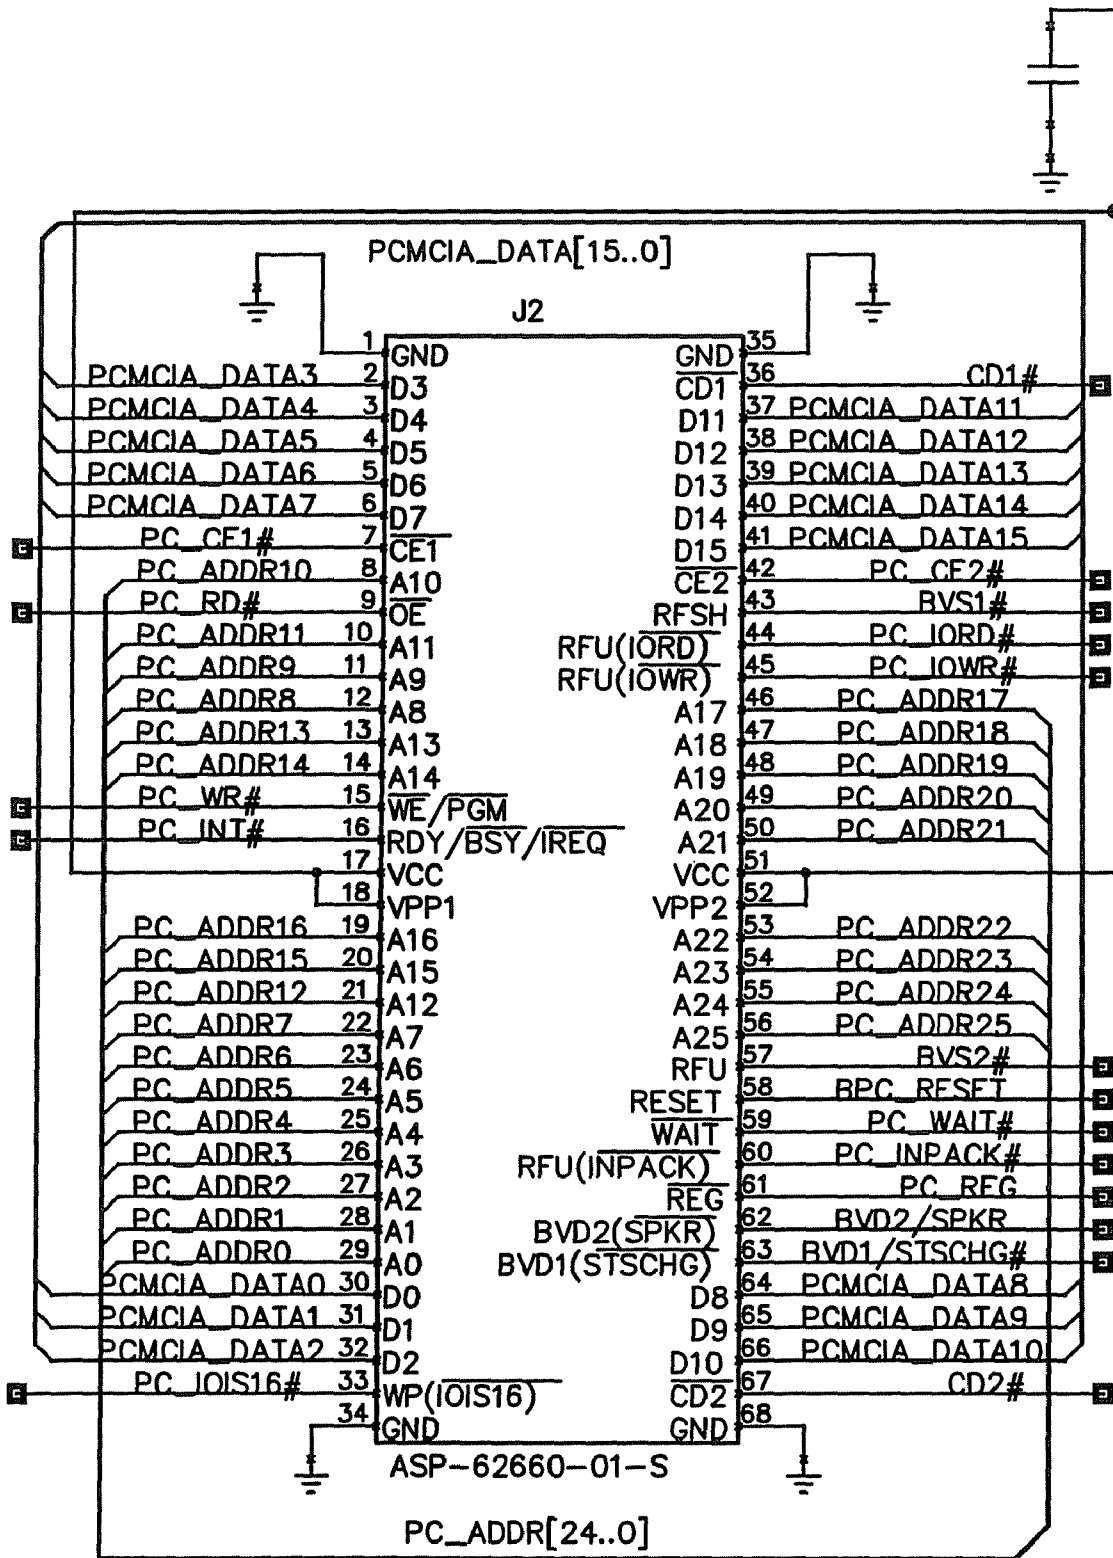 PCMCIA_DATA[15..0]
J2
1 GND GND 35
PCMCIA_DATA3 2 D3 CD1 36 CD1#
PCMCIA_DATA4 3 D4 D11 37 PCMCIA_DATA11
PCMCIA_DATA5 4 D5 D12 38 PCMCIA_DATA12
PCMCIA_DATA6 5 D6 D13 39 PCMCIA_DATA13
PCMCIA_DATA7 6 D7 D14 40 PCMCIA_DATA14
PC_CE1# 7 CE1 D15 41 PCMCIA_DATA15
PC_ADDR10 8 A10 CE2 42 PC_CE2#
PC_RD# 9 OE RFSH 43 BVS1#
PC_ADDR11 10 A11 RFU(IORD) 44 PC_IORD#
PC_ADDR9 11 A9 RFU(IOWR) 45 PC_IOWR#
PC_ADDR8 12 A8 A17 46 PC_ADDR17
PC_ADDR13 13 A13 A18 47 PC_ADDR18
PC_ADDR14 14 A14 A19 48 PC_ADDR19
PC_WR# 15 WE/PGM A20 49 PC_ADDR20
PC_INT# 16 RDY/BSY/IREQ A21 50 PC_ADDR21
17 VCC VCC 51
18 VPP1 VPP2 52
PC_ADDR16 19 A16 A22 53 PC_ADDR22
PC_ADDR15 20 A15 A23 54 PC_ADDR23
PC_ADDR12 21 A12 A24 55 PC_ADDR24
PC_ADDR7 22 A7 A25 56 PC_ADDR25
PC_ADDR6 23 A6 RFU 57 BVS2#
PC_ADDR5 24 A5 RESET 58 BPC_RESET
PC_ADDR4 25 A4 WAIT 59 PC_WAIT#
PC_ADDR3 26 A3 RFU(INPACK) 60 PC_INPACK#
PC_ADDR2 27 A2 REG 61 PC_REG
PC_ADDR1 28 A1 BVD2(SPKR) 62 BVD2/SPKR
PC_ADDR0 29 A0 BVD1(STSCHG) 63 BVD1/STSCHG#
PCMCIA_DATA0 30 D0 D8 64 PCMCIA_DATA8
PCMCIA_DATA1 31 D1 D9 65 PCMCIA_DATA9
PCMCIA_DATA2 32 D2 D10 66 PCMCIA_DATA10
PC_IOIS16# 33 WP(IOIS16) CD2 67 CD2#
34 GND GND 68
ASP-62660-01-S
PC_ADDR[24..0]